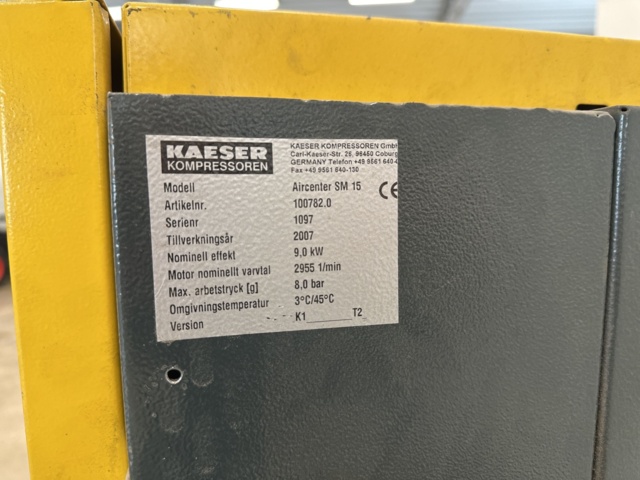 KAESER
KOMPRESSOREN
KAESER KOMPRESSOREN GmbH
Carl-Kaeser-Str. 26, 96450 Coburg
GERMANY Telefon +49 9561 640-
Fax +49 9561 640-130
CE
Modell Aircenter SM 15
Artikelnr. 100782.0
Serienr 1097
Tillverkningsår 2007
Nominell effekt 9,0 kW
Motor nominellt varvtal 2955 1/min
Max. arbetstryck [g] 8,0 bar
Omgivningstemperatur 3°C/45°C
Version K1 T2